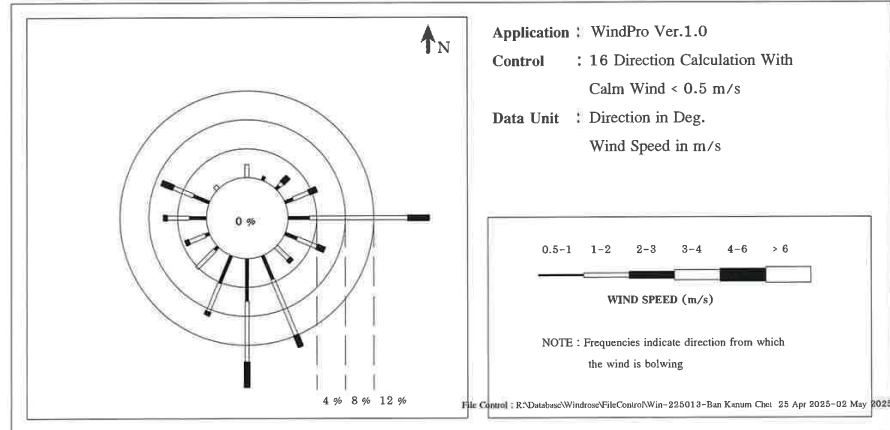 N
Application : WindPro Ver.1.0
Control : 16 Direction Calculation With
Calm Wind < 0.5 m/s
Data Unit : Direction in Deg.
Wind Speed in m/s
0 %
4 % 8 % 12 %
0.5-1 1-2 2-3 3-4 4-6 > 6
WIND SPEED (m/s)
NOTE : Frequencies indicate direction from which
the wind is bolwing
File Control : R:\Database\Windrose\FileControl\Win-225013-Ban Kanum Chet 25 Apr 2025-02 May 2025